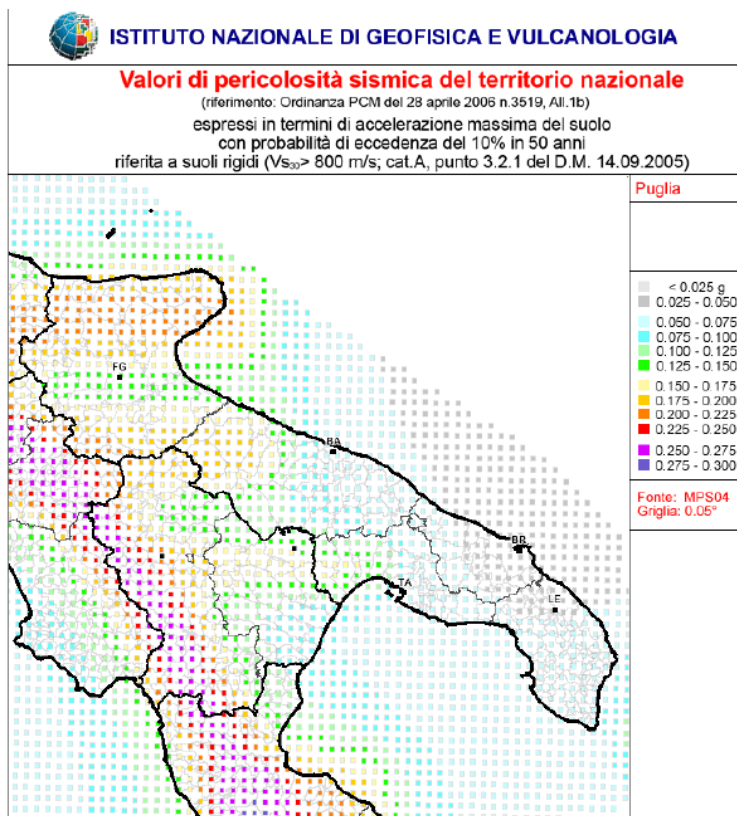 ISTITUTO NAZIONALE DI GEOFISICA E VULCANOLOGIA
Valori di pericolosità sismica del territorio nazionale
(riferimento: Ordinanza PCM del 28 aprile 2006 n.3519, All.1b)
espressi in termini di accelerazione massima del suolo
con probabilità di eccedenza del 10% in 50 anni
riferita a suoli rigidi (Vs₃₀> 800 m/s; cat.A, punto 3.2.1 del D.M. 14.09.2005)
Puglia
< 0.025 g
0.025 - 0.050
0.050 - 0.075
0.075 - 0.100
0.100 - 0.125
0.125 - 0.150
0.150 - 0.175
0.175 - 0.200
0.200 - 0.225
0.225 - 0.250
0.250 - 0.275
0.275 - 0.300
Fonte: MPS04
Griglia: 0.05°
FG
BA
BR
TA
LE